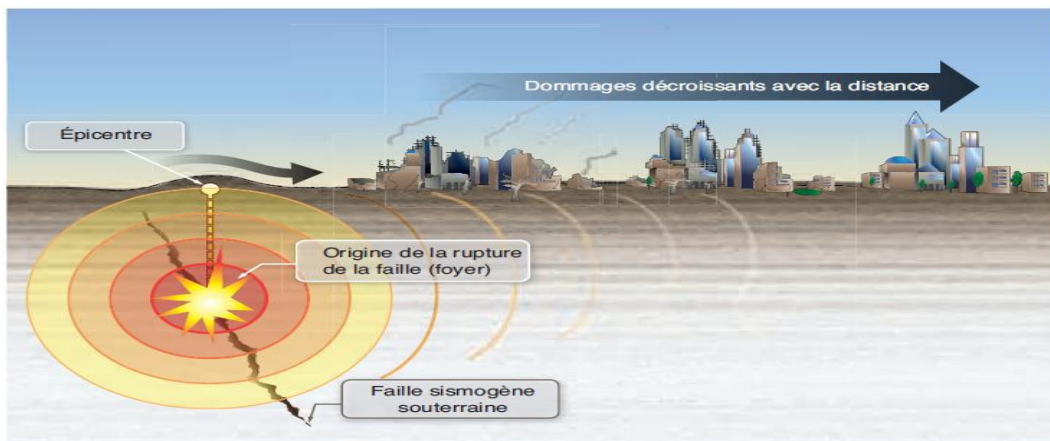 Dommages décroissants avec la distance
Épicentre
Origine de la rupture
de la faille (foyer)
Faille sismogène
souterraine